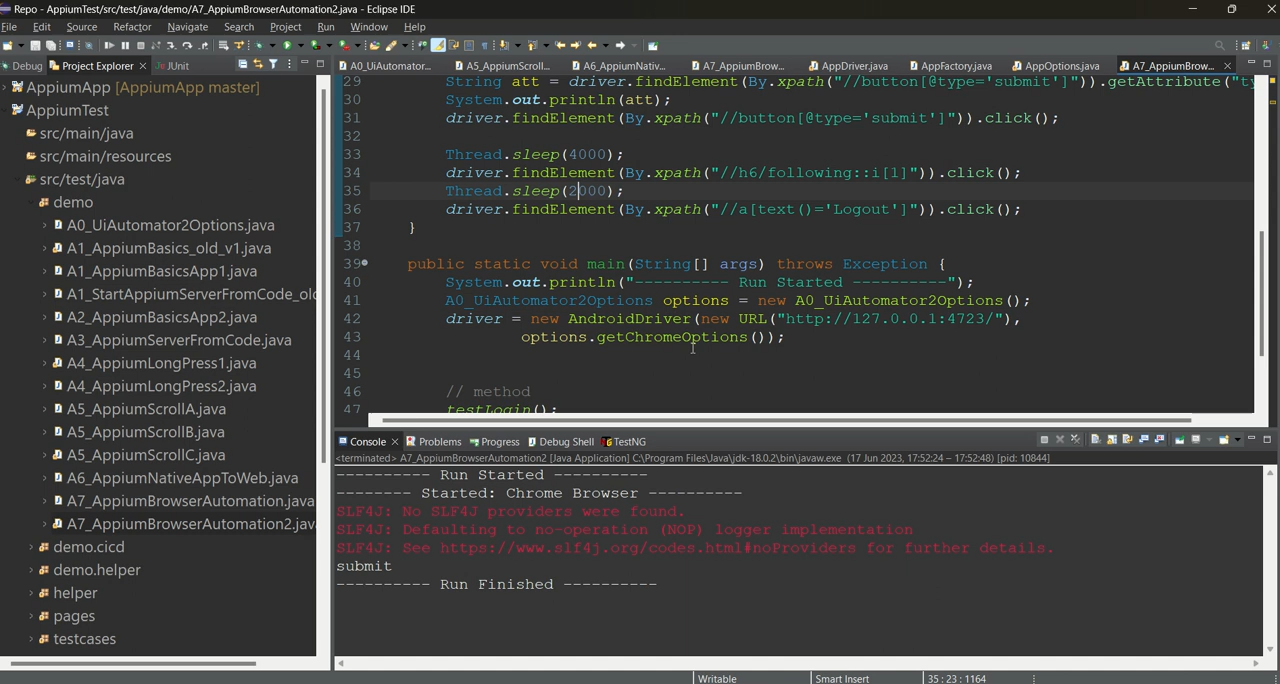 Repo - AppiumTest/src/test/java/demo/A7_AppiumBrowserAutomation2.java - Eclipse IDE
File Edit Source Refactor Navigate Search Project Run Window Help
Debug Project Explorer JUnit
AppiumApp [AppiumApp master]
AppiumTest
src/main/java
src/main/resources
src/test/java
demo
A0_UiAutomator2Options.java
A1_AppiumBasics_old_v1.java
A1_AppiumBasicsApp1.java
A1_StartAppiumServerFromCode_old
A2_AppiumBasicsApp2.java
A3_AppiumServerFromCode.java
A4_AppiumLongPress1.java
A4_AppiumLongPress2.java
A5_AppiumScrollA.java
A5_AppiumScrollB.java
A5_AppiumScrollC.java
A6_AppiumNativeAppToWeb.java
A7_AppiumBrowserAutomation.java
A7_AppiumBrowserAutomation2.java
demo.cicd
demo.helper
helper
pages
testcases
A0_UiAutomator... A5_AppiumScroll... A6_AppiumNativ... A7_AppiumBrow... AppDriver.java AppFactory.java AppOptions.java A7_AppiumBrow...
29 String att = driver.findElement(By.xpath("//button[@type='submit']")).getAttribute("ty
30 System.out.println(att);
31 driver.findElement(By.xpath("//button[@type='submit']")).click();
32
33 Thread.sleep(4000);
34 driver.findElement(By.xpath("//h6/following::i[1]")).click();
35 Thread.sleep(2000);
36 driver.findElement(By.xpath("//a[text()='Logout']")).click();
37 }
38
39 public static void main(String[] args) throws Exception {
40 System.out.println("---------- Run Started ----------");
41 A0_UiAutomator2Options options = new A0_UiAutomator2Options();
42 driver = new AndroidDriver(new URL("http://127.0.0.1:4723/"),
43 options.getChromeOptions());
44
45
46 // method
47 testLogin();
Console Problems Progress Debug Shell TestNG
<terminated> A7_AppiumBrowserAutomation2 [Java Application] C:\Program Files\Java\jdk-18.0.2\bin\javaw.exe (17 Jun 2023, 17:52:24 – 17:52:48) [pid: 10844]
---------- Run Started ----------
-------- Started: Chrome Browser ----------
SLF4J: No SLF4J providers were found.
SLF4J: Defaulting to no-operation (NOP) logger implementation
SLF4J: See https://www.slf4j.org/codes.html#noProviders for further details.
submit
---------- Run Finished ----------
Writable Smart Insert 35 : 23 : 1164